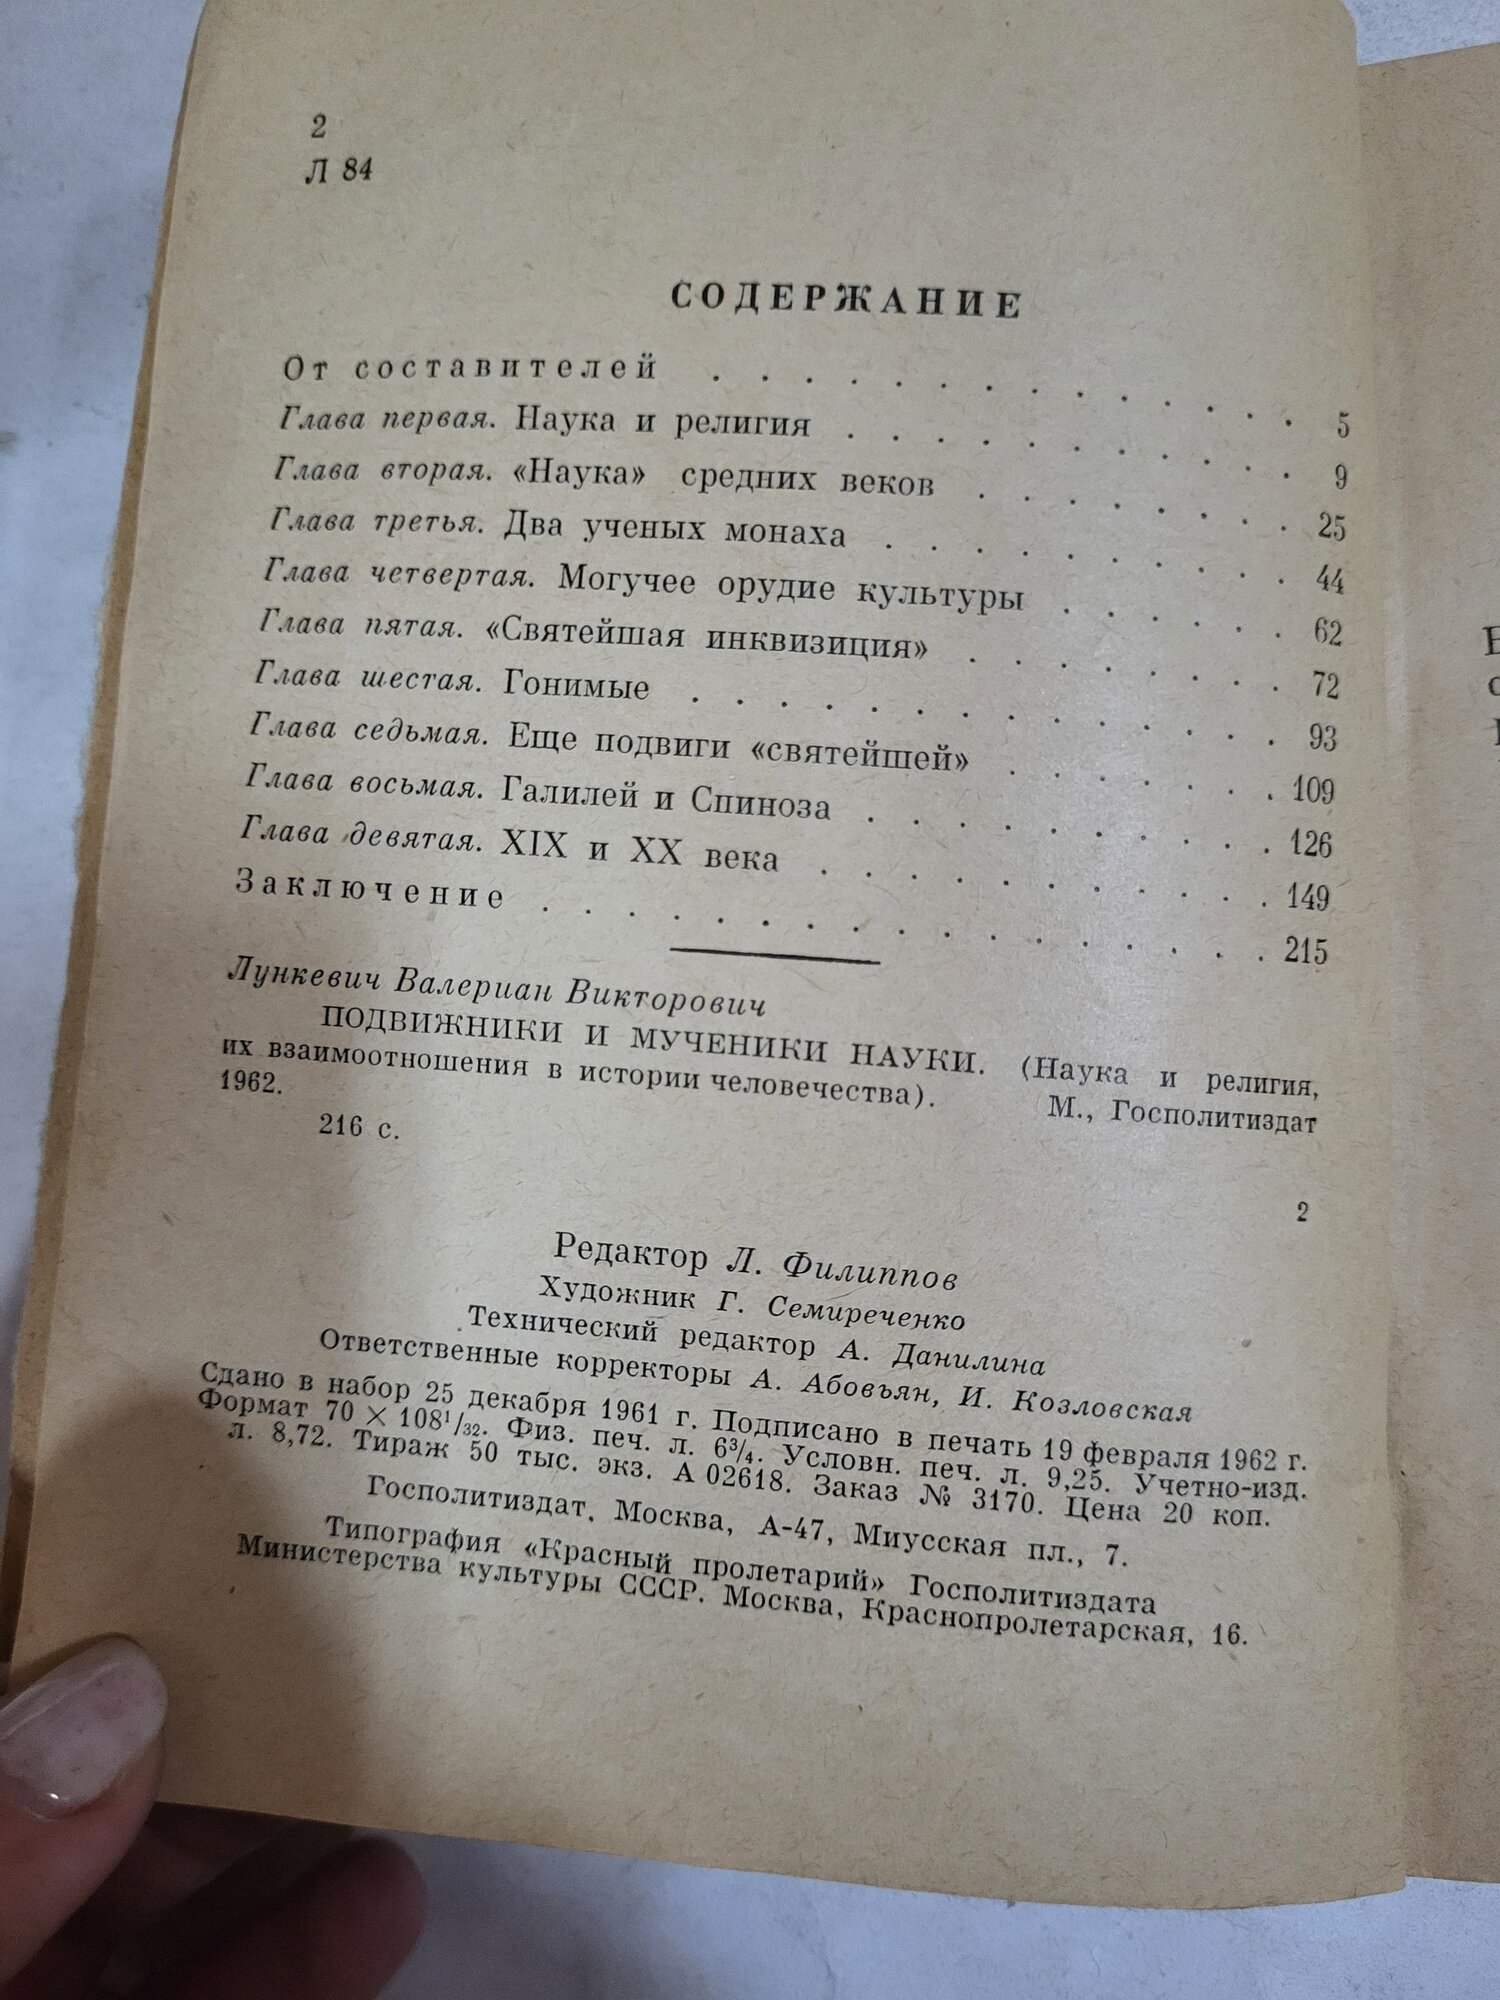 2
Л 84
СОДЕРЖАНИЕ
От составителей . . . . . . . . . . . . . 5
Глава первая. Наука и религия . . . . . . . . . . 9
Глава вторая. «Наука» средних веков . . . . . . . 25
Глава третья. Два ученых монаха . . . . . . . . . 44
Глава четвертая. Могучее орудие культуры . . . . . 62
Глава пятая. «Святейшая инквизиция» . . . . . . . 72
Глава шестая. Гонимые . . . . . . . . . . . . . 93
Глава седьмая. Еще подвиги «святейшей» . . . . . . 109
Глава восьмая. Галилей и Спиноза . . . . . . . . . 126
Глава девятая. XIX и XX века . . . . . . . . . . 149
Заключение . . . . . . . . . . . . . . . . 215
Лункевич Валериан Викторович
ПОДВИЖНИКИ И МУЧЕНИКИ НАУКИ. (Наука и религия,
их взаимоотношения в истории человечества). М., Госполитиздат
1962.
216 с.
2
Редактор Л. Филиппов
Художник Г. Семиреченко
Технический редактор А. Данилина
Ответственные корректоры А. Абовъян, И. Козловская
Сдано в набор 25 декабря 1961 г. Подписано в печать 19 февраля 1962 г.
Формат 70 × 108¹/₃₂. Физ. печ. л. 6³/₄. Условн. печ. л. 9,25. Учетно-изд.
л. 8,72. Тираж 50 тыс. экз. А 02618. Заказ № 3170. Цена 20 коп.
Госполитиздат, Москва, А-47, Миусская пл., 7.
Типография «Красный пролетарий» Госполитиздата
Министерства культуры СССР. Москва, Краснопролетарская, 16.